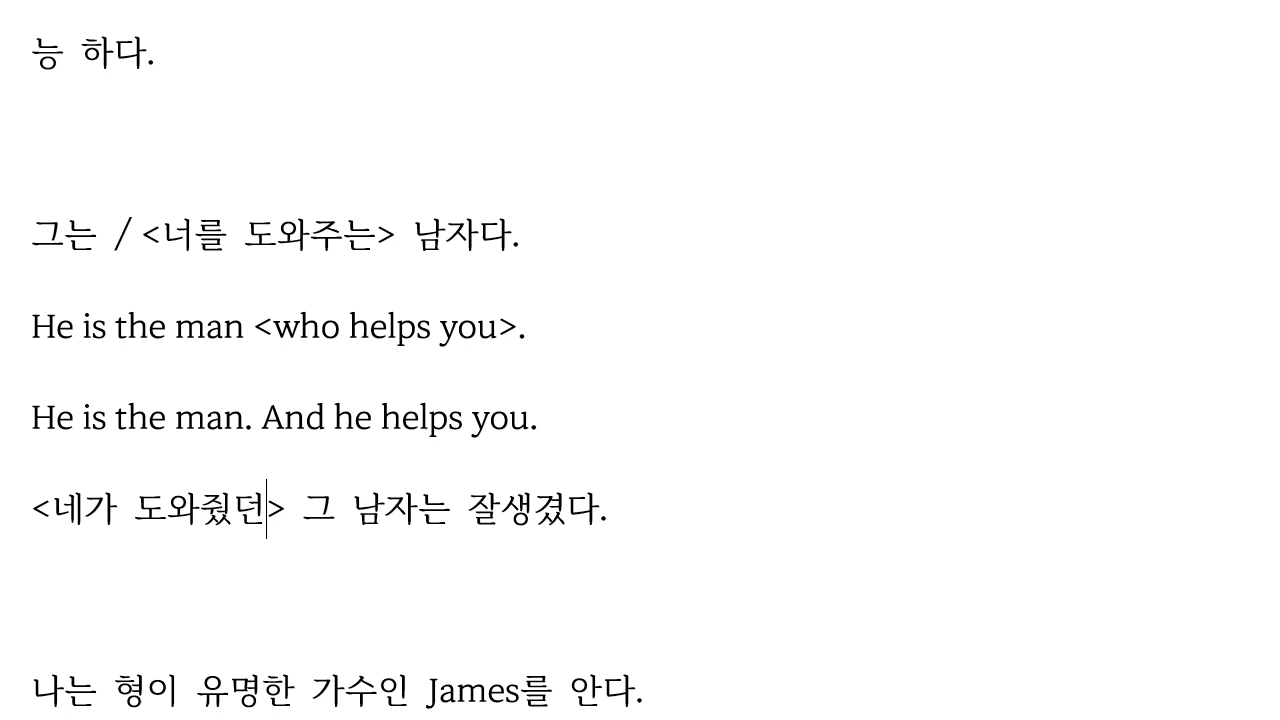 능 하다.
그는 / <너를 도와주는> 남자다.
He is the man <who helps you>.
He is the man. And he helps you.
<네가 도와줬던> 그 남자는 잘생겼다.
나는 형이 유명한 가수인 James를 안다.